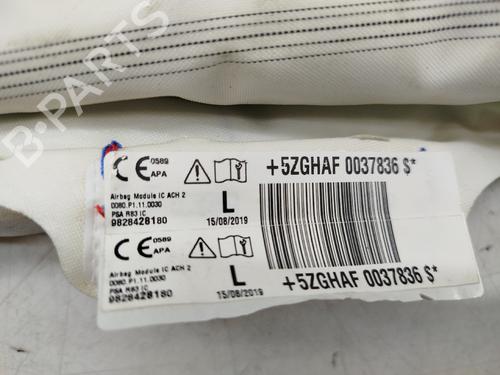 B-PARTS
CE 0589
APA
+5ZGHAF 0037836 S*
Airbag Module IC ACH 2
0080.P1.11.0030
PSA R83 IC
9828428180
L
15/08/2019
CE 0589
APA
Airbag Module IC ACH 2
0080.P1.11.0030
PSA R83 IC
9828428180
L
15/08/2019
+5ZGHAF 0037836 S*